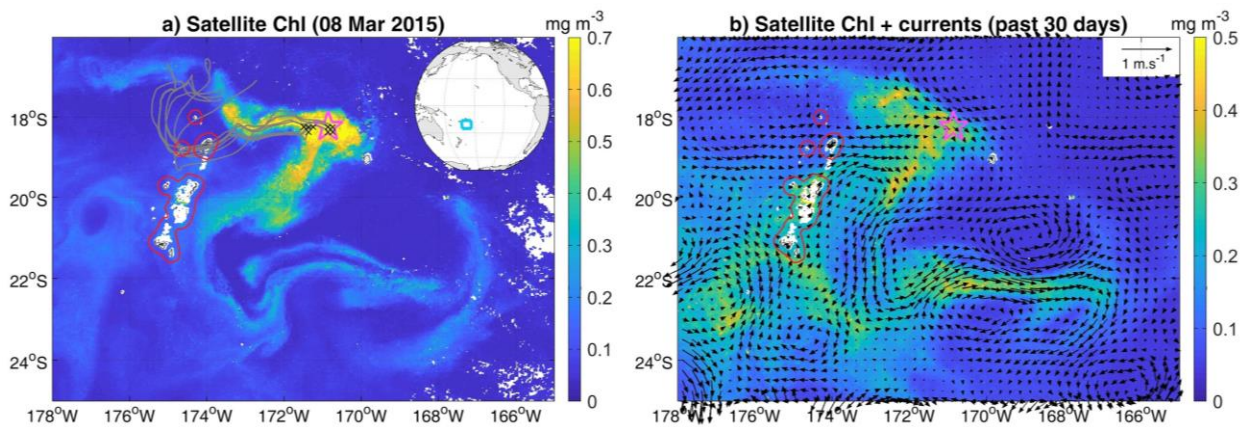 a) Satellite Chl (08 Mar 2015)
mg m-3
0.7
0.6
0.5
0.4
0.3
0.2
0.1
0
18°S
20°S
22°S
24°S
178°W 176°W 174°W 172°W 170°W 168°W 166°W
b) Satellite Chl + currents (past 30 days)
mg m-3
1 m.s-1
0.5
0.4
0.3
0.2
0.1
0
18°S
20°S
22°S
24°S
178°W 176°W 174°W 172°W 170°W 168°W 166°W